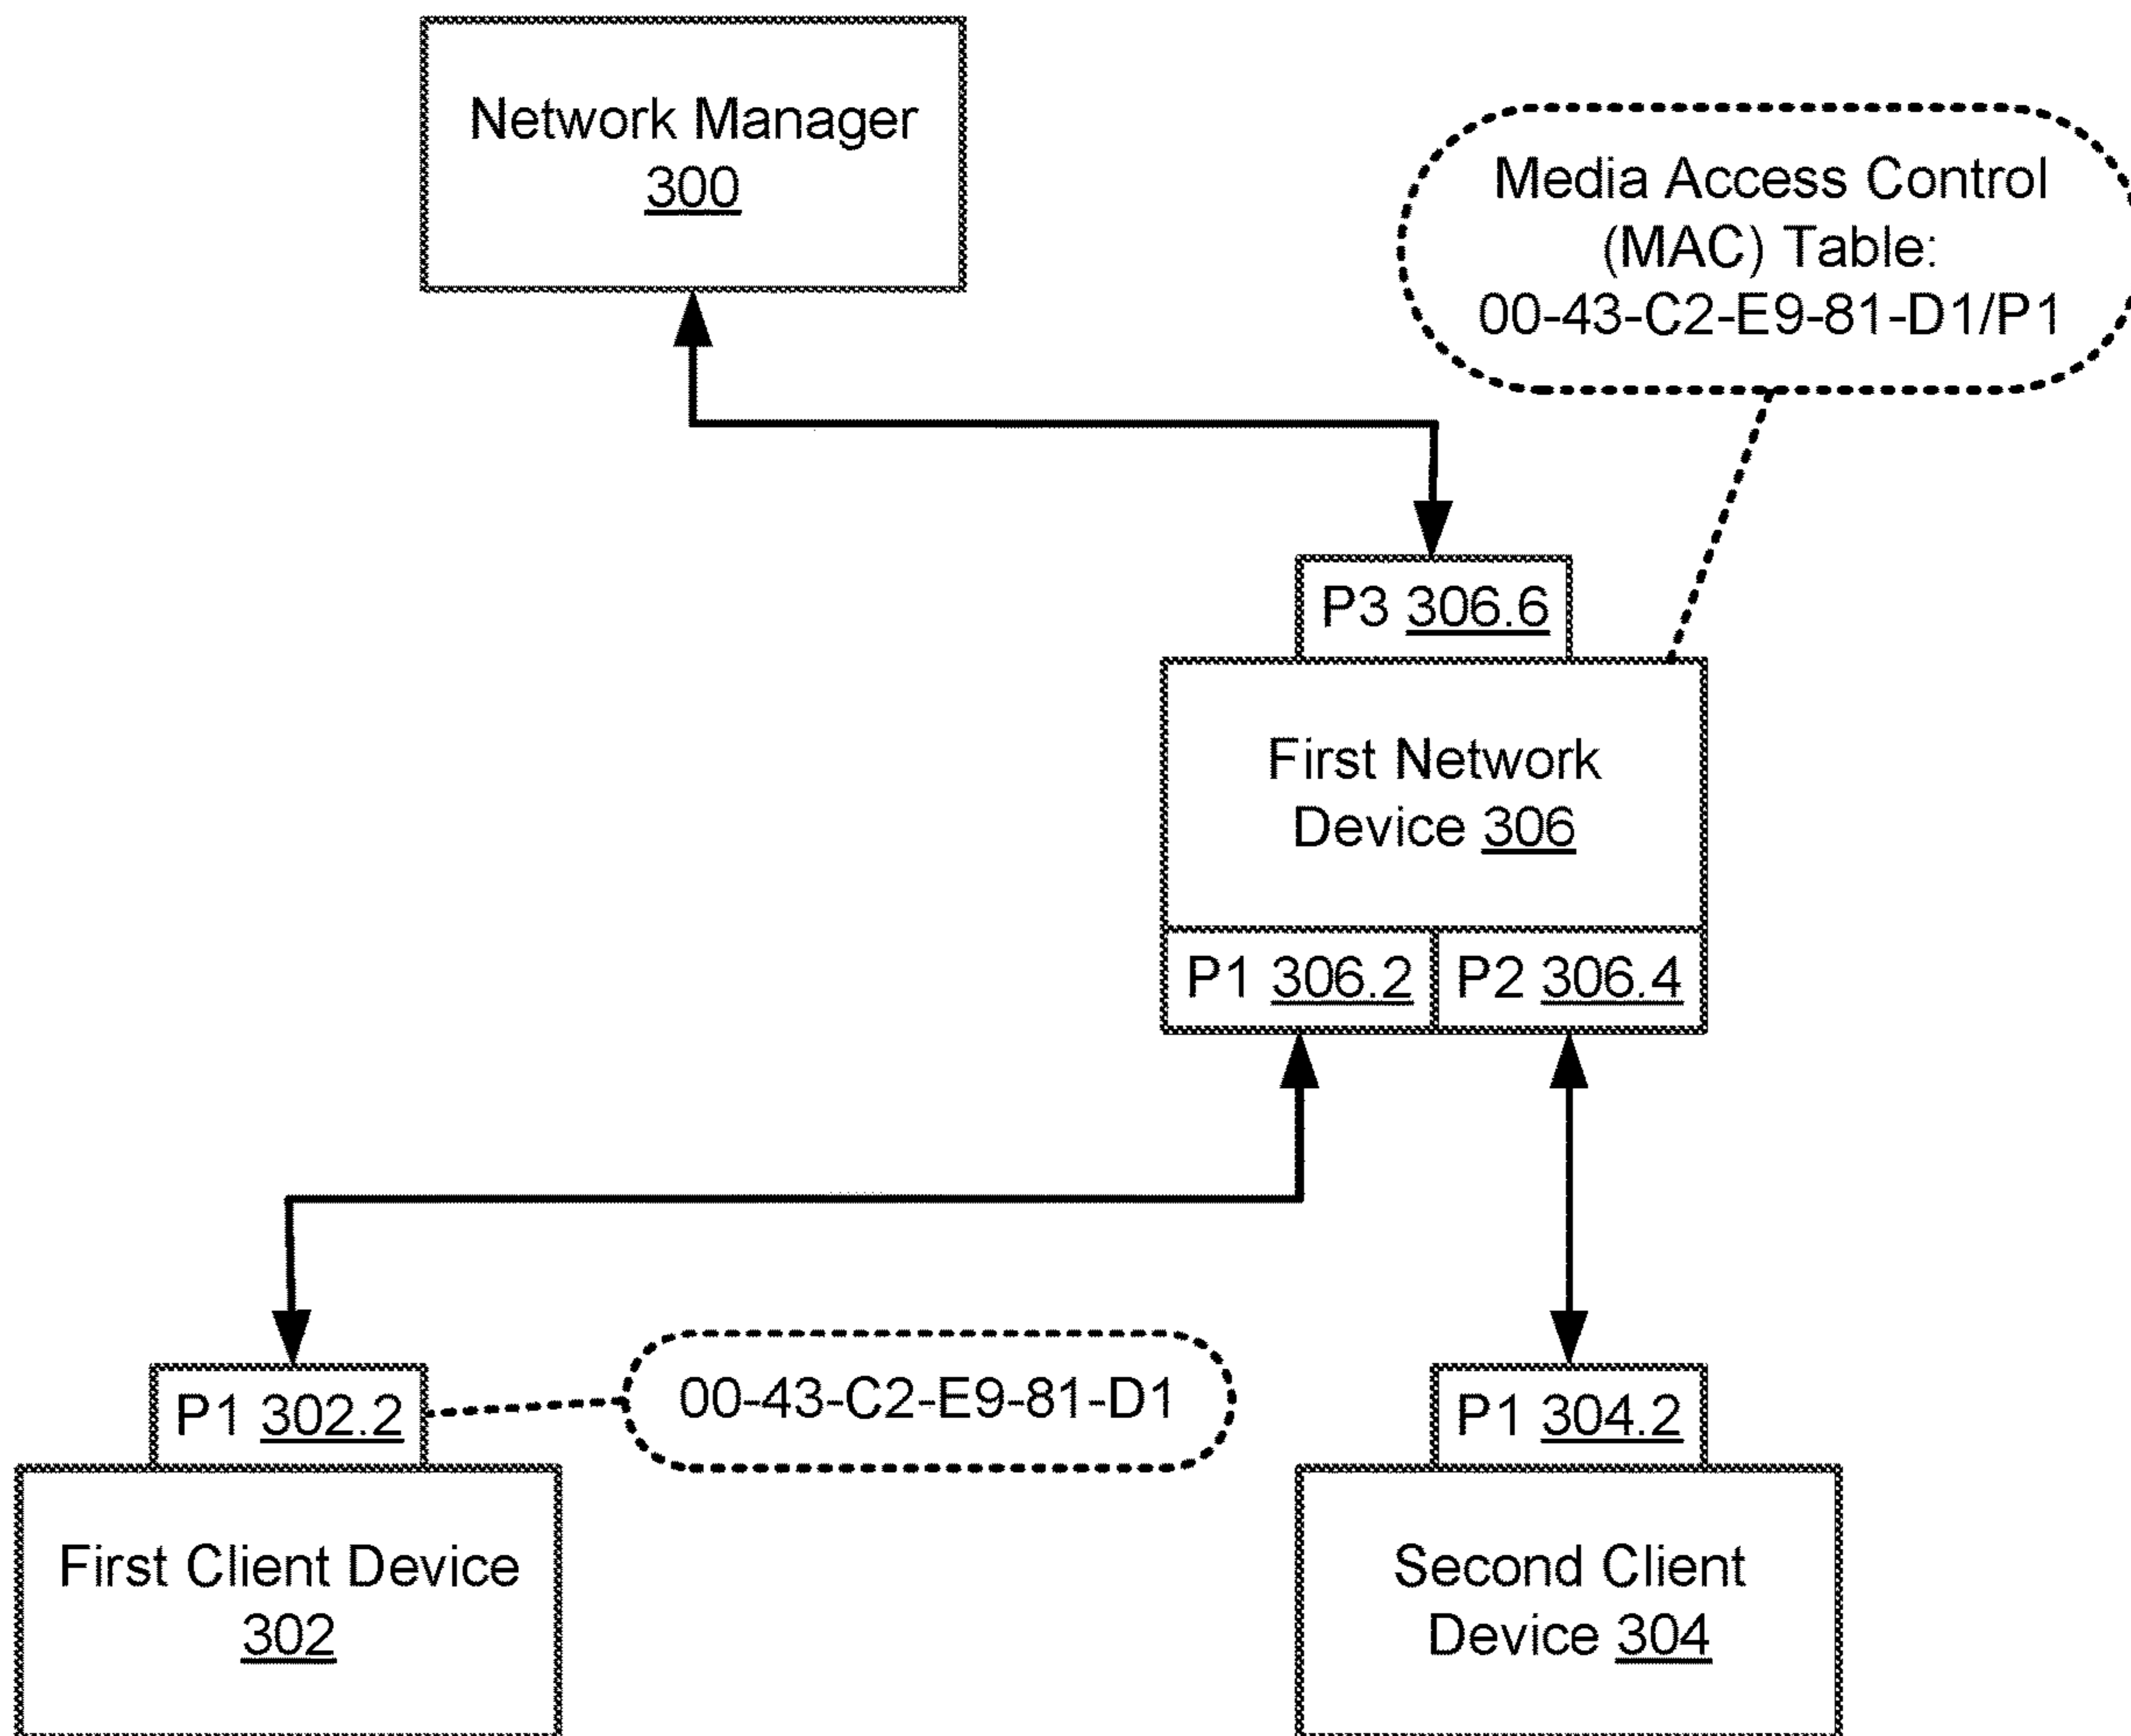 Network Manager
300
Media Access Control
(MAC) Table:
00-43-C2-E9-81-D1/P1
P3 306.6
First Network
Device 306
P1 306.2
P2 306.4
P1 302.2
00-43-C2-E9-81-D1
P1 304.2
First Client Device
302
Second Client
Device 304